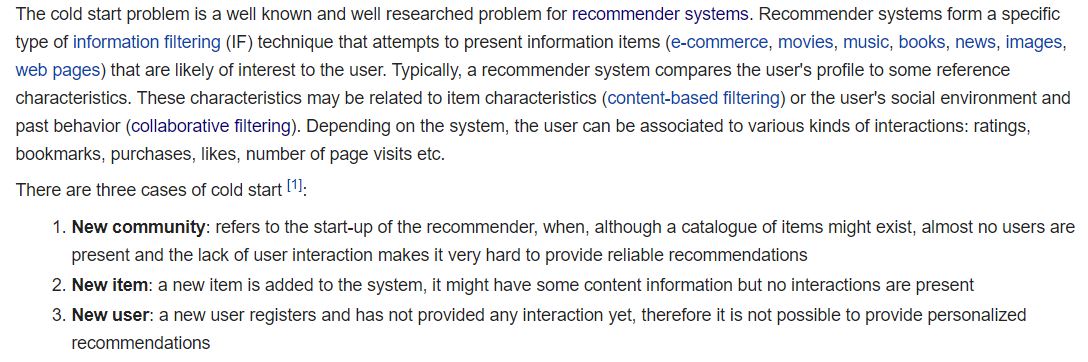 The cold start problem is a well known and well researched problem for recommender systems. Recommender systems form a specific
type of information filtering (IF) technique that attempts to present information items (e-commerce, movies, music, books, news, images,
web pages) that are likely of interest to the user. Typically, a recommender system compares the user's profile to some reference
characteristics. These characteristics may be related to item characteristics (content-based filtering) or the user's social environment and
past behavior (collaborative filtering). Depending on the system, the user can be associated to various kinds of interactions: ratings,
bookmarks, purchases, likes, number of page visits etc.
There are three cases of cold start [1]:
1. New community: refers to the start-up of the recommender, when, although a catalogue of items might exist, almost no users are
present and the lack of user interaction makes it very hard to provide reliable recommendations
2. New item: a new item is added to the system, it might have some content information but no interactions are present
3. New user: a new user registers and has not provided any interaction yet, therefore it is not possible to provide personalized
recommendations